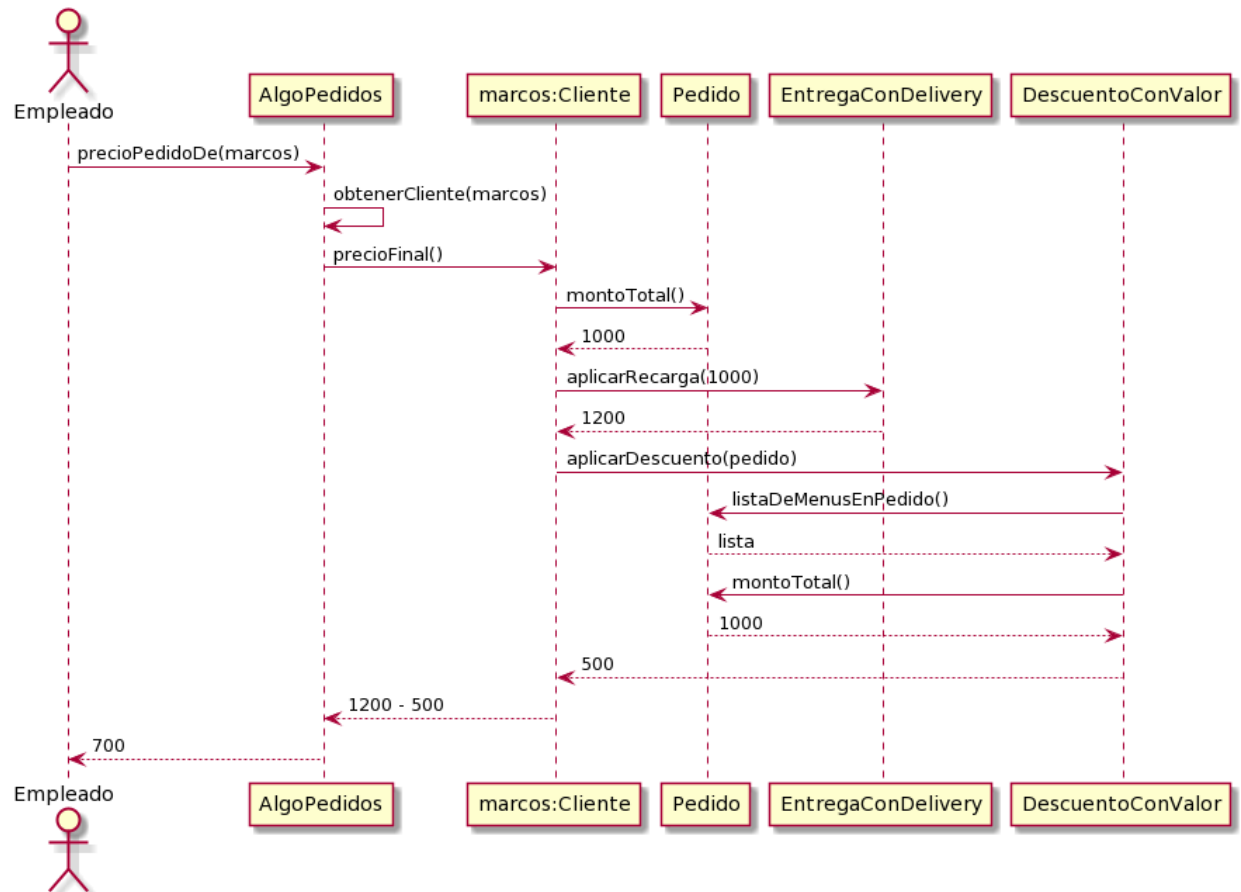 Empleado
AlgoPedidos
marcos:Cliente
Pedido
EntregaConDelivery
DescuentoConValor
precioPedidoDe(marcos)
obtenerCliente(marcos)
precioFinal()
montoTotal()
1000
aplicarRecarga(1000)
1200
aplicarDescuento(pedido)
listaDeMenusEnPedido()
lista
montoTotal()
1000
500
1200 - 500
700
Empleado
AlgoPedidos
marcos:Cliente
Pedido
EntregaConDelivery
DescuentoConValor